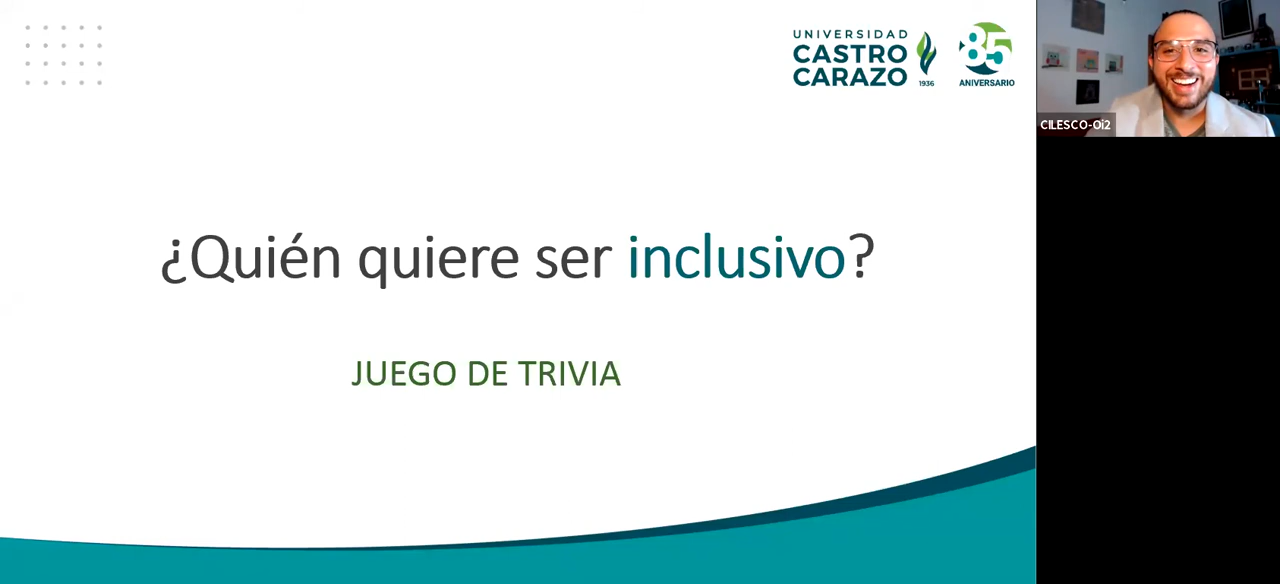 UNIVERSIDAD
CASTRO
CARAZO
1936
85
ANIVERSARIO
CILESCO-Oi2
¿Quién quiere ser inclusivo?
JUEGO DE TRIVIA